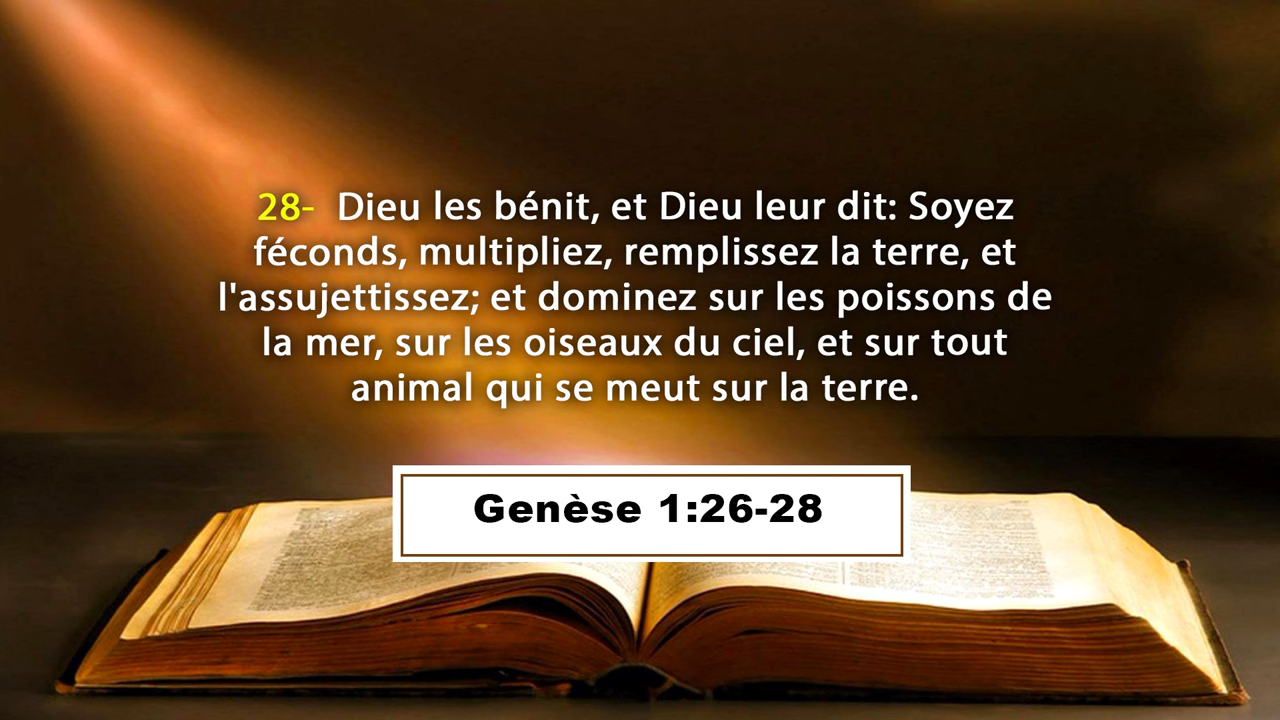 28- Dieu les bénit, et Dieu leur dit: Soyez
féconds, multipliez, remplissez la terre, et
l'assujettissez; et dominez sur les poissons de
la mer, sur les oiseaux du ciel, et sur tout
animal qui se meut sur la terre.
Genèse 1:26-28